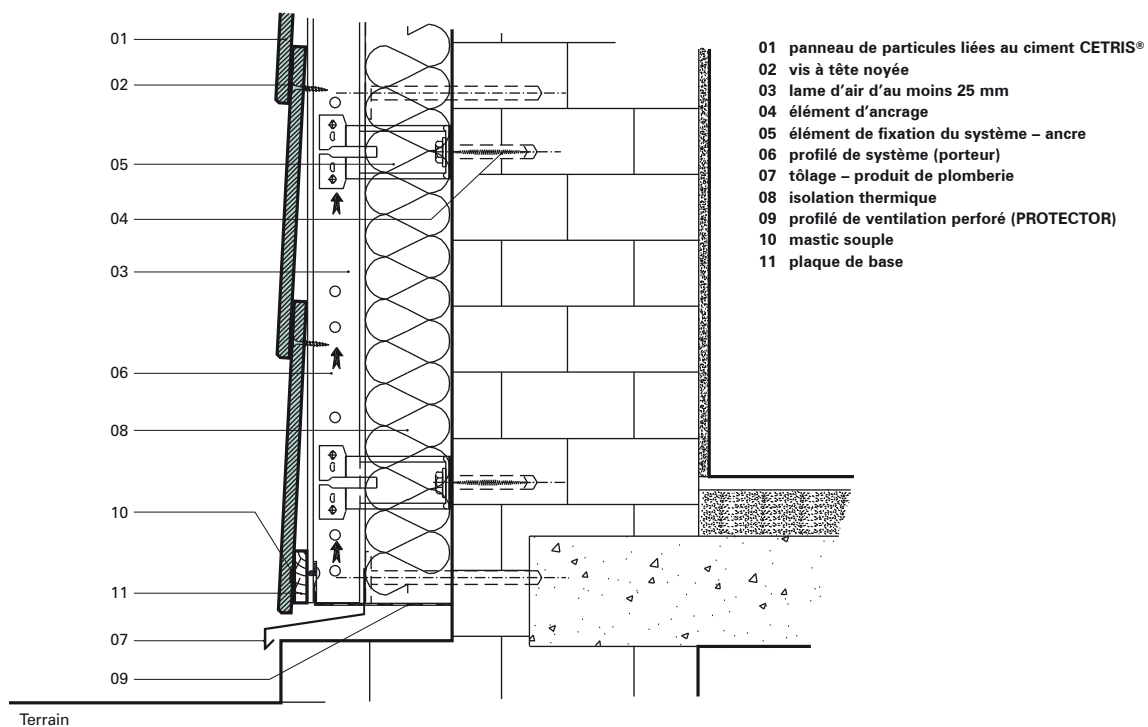 01
02
05
04
03
06
08
10
11
07
09
Terrain
01 panneau de particules liées au ciment CETRIS®
02 vis à tête noyée
03 lame d'air d'au moins 25 mm
04 élément d'ancrage
05 élément de fixation du système – ancre
06 profilé de système (porteur)
07 tôlage – produit de plomberie
08 isolation thermique
09 profilé de ventilation perforé (PROTECTOR)
10 mastic souple
11 plaque de base